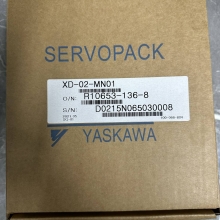 SERVOPACK
XD-02-MN01
O/N: R10653-136-8
S/N: D0215N065030008
YASKAWA